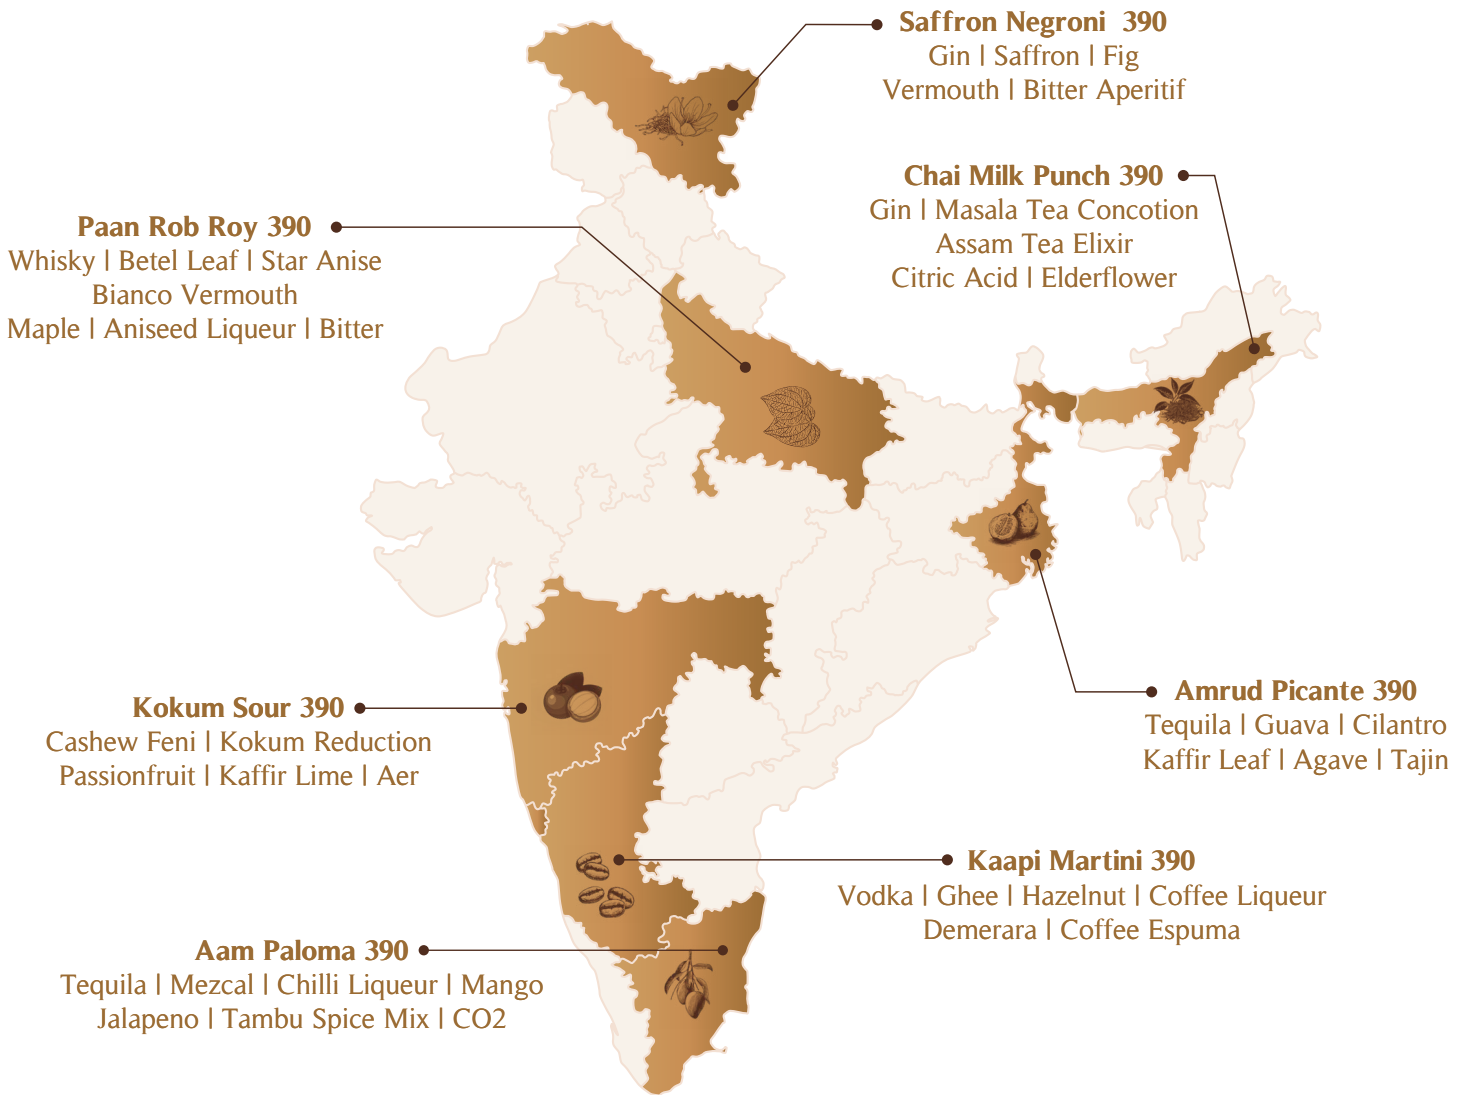 Saffron Negroni  390
Gin | Saffron | Fig
Vermouth | Bitter Aperitif
Chai Milk Punch 390
Gin | Masala Tea Concotion
Assam Tea Elixir
Citric Acid | Elderflower
Paan Rob Roy 390
Whisky | Betel Leaf | Star Anise
Bianco Vermouth
Maple | Aniseed Liqueur | Bitter
Amrud Picante 390
Tequila | Guava | Cilantro
Kaffir Leaf | Agave | Tajin
Kokum Sour 390
Cashew Feni | Kokum Reduction
Passionfruit | Kaffir Lime | Aer
Kaapi Martini 390
Vodka | Ghee | Hazelnut | Coffee Liqueur
Demerara | Coffee Espuma
Aam Paloma 390
Tequila | Mezcal | Chilli Liqueur | Mango
Jalapeno | Tambu Spice Mix | CO2